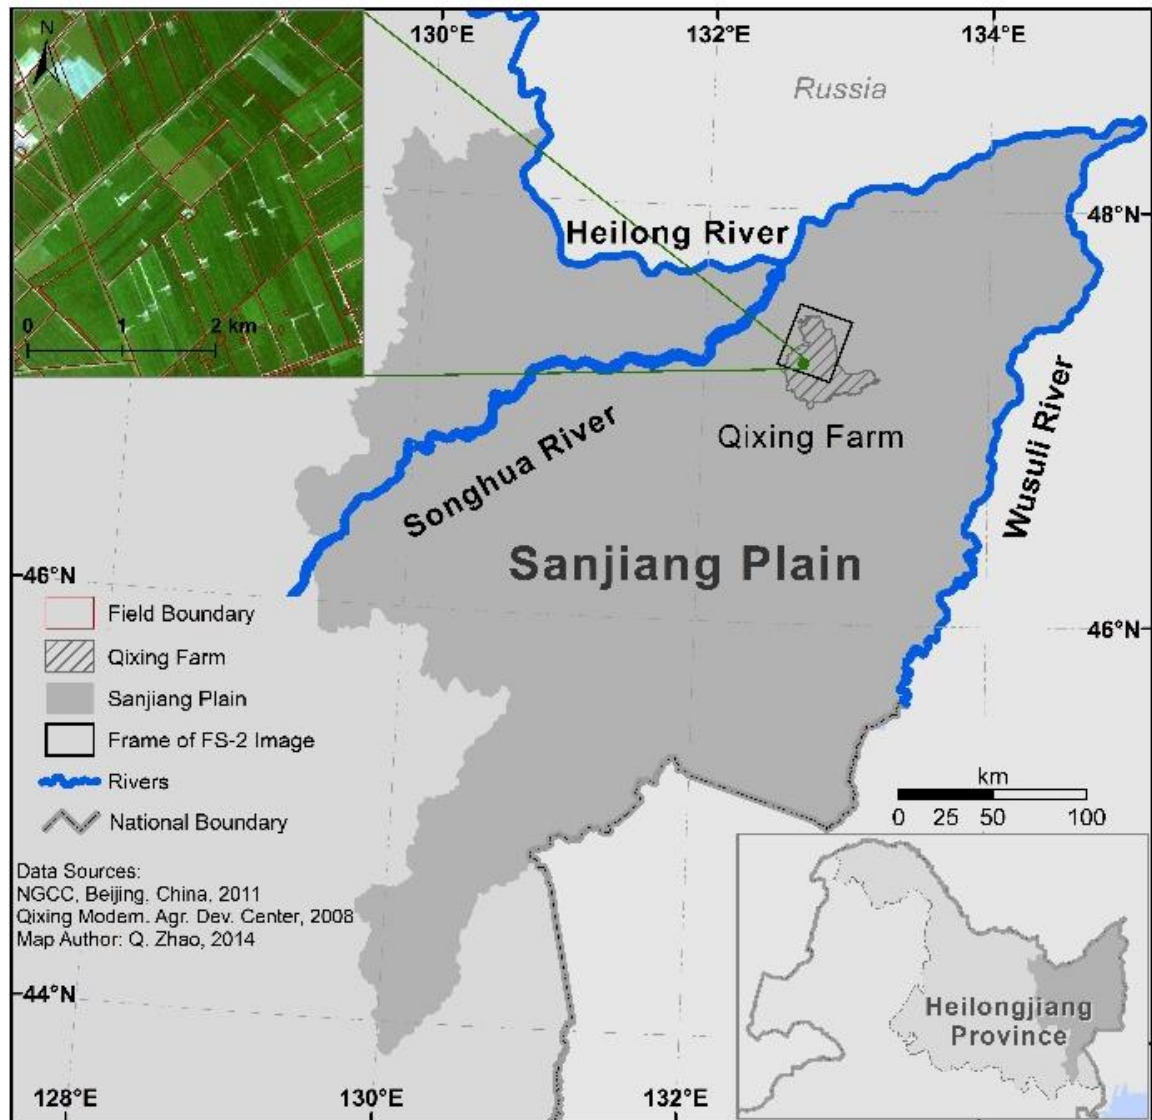 N
130°E
132°E
134°E
Russia
48°N
Heilong River
0 1 2 km
Qixing Farm
Songhua River
Wusuli River
Sanjiang Plain
46°N
46°N
Field Boundary
Qixing Farm
Sanjiang Plain
Frame of FS-2 Image
Rivers
National Boundary
km
0 25 50 100
Data Sources:
NGCC, Beijing, China, 2011
Qixing Modern. Agr. Dev. Center, 2008
Map Author: Q. Zhao, 2014
44°N
Heilongjiang
Province
128°E
130°E
132°E